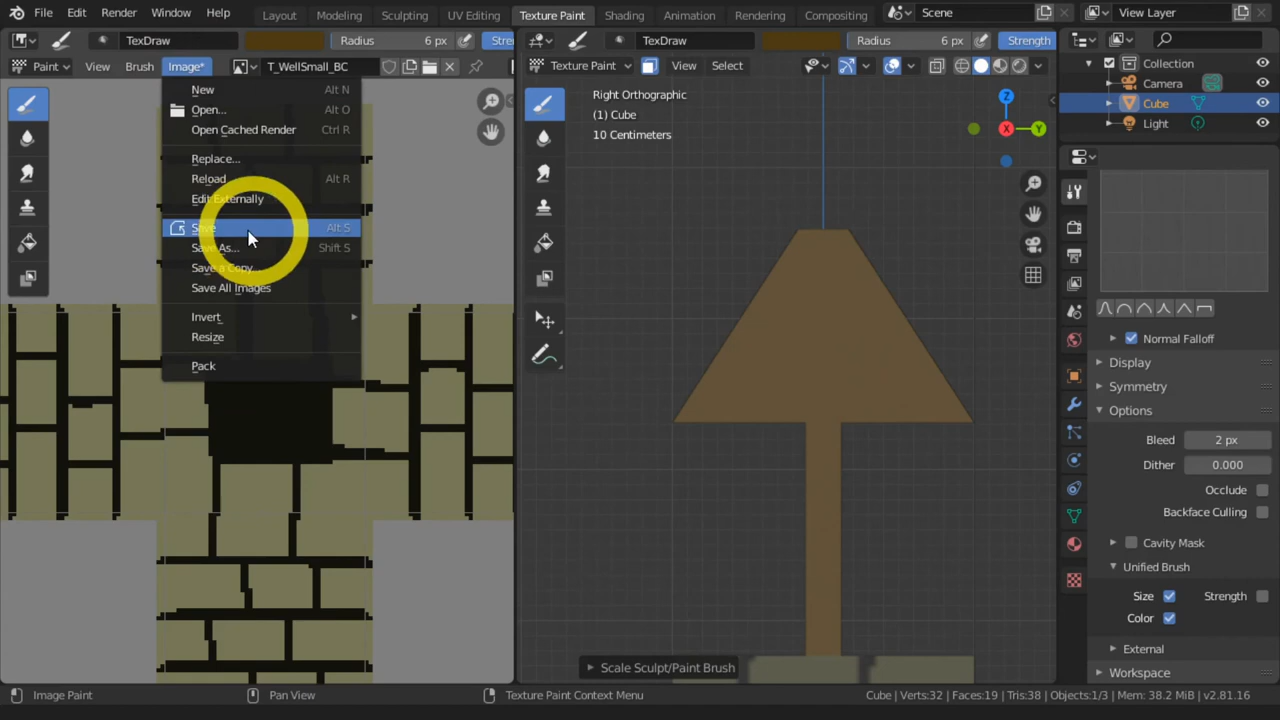 File Edit Render Window Help Layout Modeling Sculpting UV Editing Texture Paint Shading Animation Rendering Compositing Scene View Layer
TexDraw Radius 6 px TexDraw Radius 6 px Strength
Paint View Brush Image* T_WellSmall_BC Texture Paint View Select
New Alt N
Open... Alt O
Open Cached Render Ctrl R
Replace...
Reload Alt R
Edit Externally
Save Alt S
Save As... Shift S
Save a Copy...
Save All Images
Invert
Resize
Pack
Right Orthographic
(1) Cube
10 Centimeters
Collection
Camera
Cube
Light
Normal Falloff
Display
Symmetry
Options
Bleed 2 px
Dither 0.000
Occlude
Backface Culling
Cavity Mask
Unified Brush
Size Strength
Color
External
Workspace
Scale Sculpt/Paint Brush
Image Paint Pan View Texture Paint Context Menu Cube | Verts:32 | Faces:19 | Tris:38 | Objects:1/3 | Mem: 38.2 MiB | v2.81.16